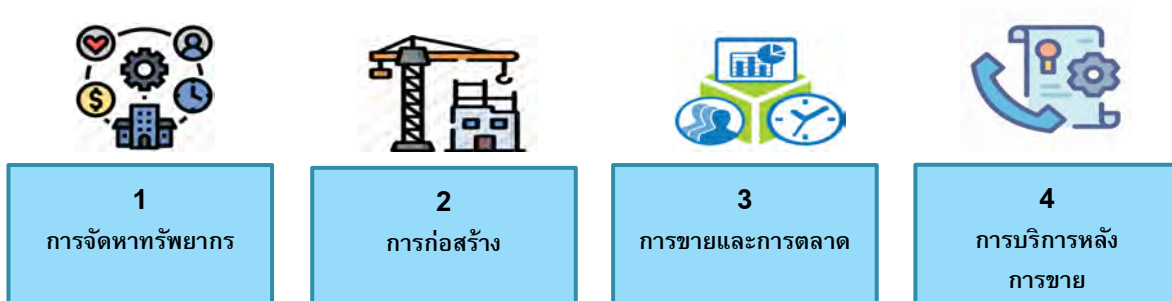 1
การจัดหาทรัพยากร
2
การก่อสร้าง
3
การขายและการตลาด
4
การบริการหลัง
การขาย